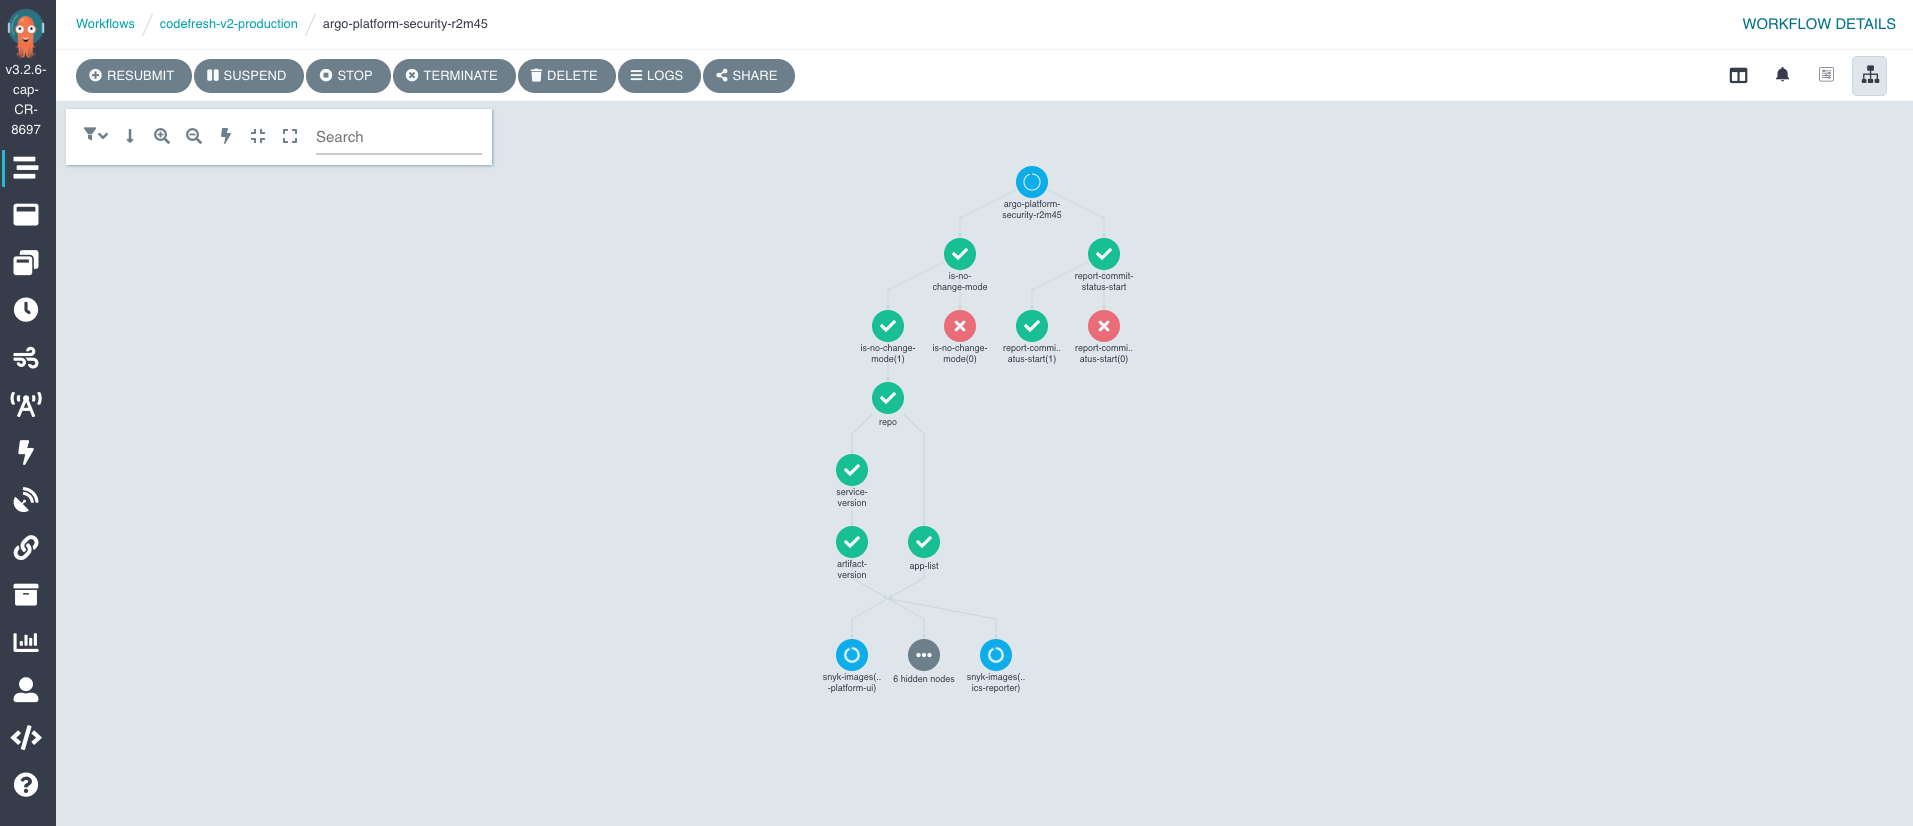 Workflows / codefresh-v2-production / argo-platform-security-r2m45
WORKFLOW DETAILS
v3.2.6-
cap-
CR-
8697
RESUBMIT
SUSPEND
STOP
TERMINATE
DELETE
LOGS
SHARE
Search
argo-platform-
security-r2m45
is-no-
change-mode
report-commit-
status-start
is-no-change-
mode(1)
is-no-change-
mode(0)
report-commi..
atus-start(1)
report-commi..
atus-start(0)
repo
service-
version
artifact-
version
app-list
snyk-images(..
-platform-ui)
6 hidden nodes
snyk-images(..
ics-reporter)